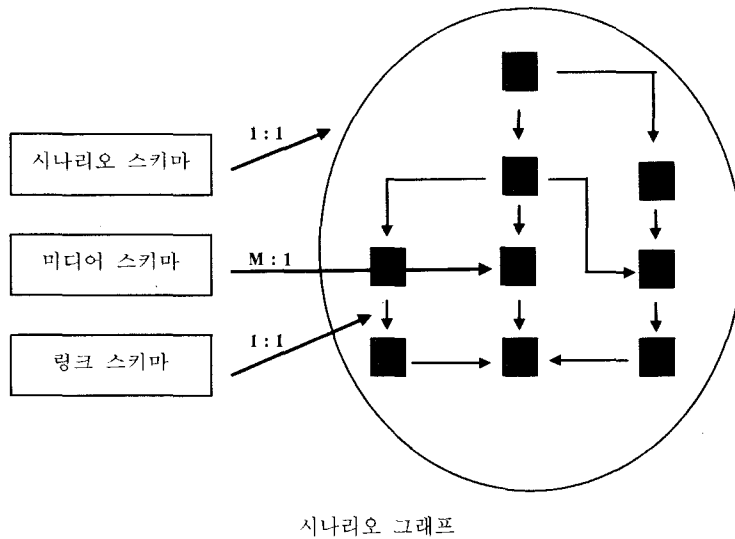 1 : 1
시나리오 스키마
미디어 스키마
M : 1
링크 스키마
1 : 1
시나리오 그래프